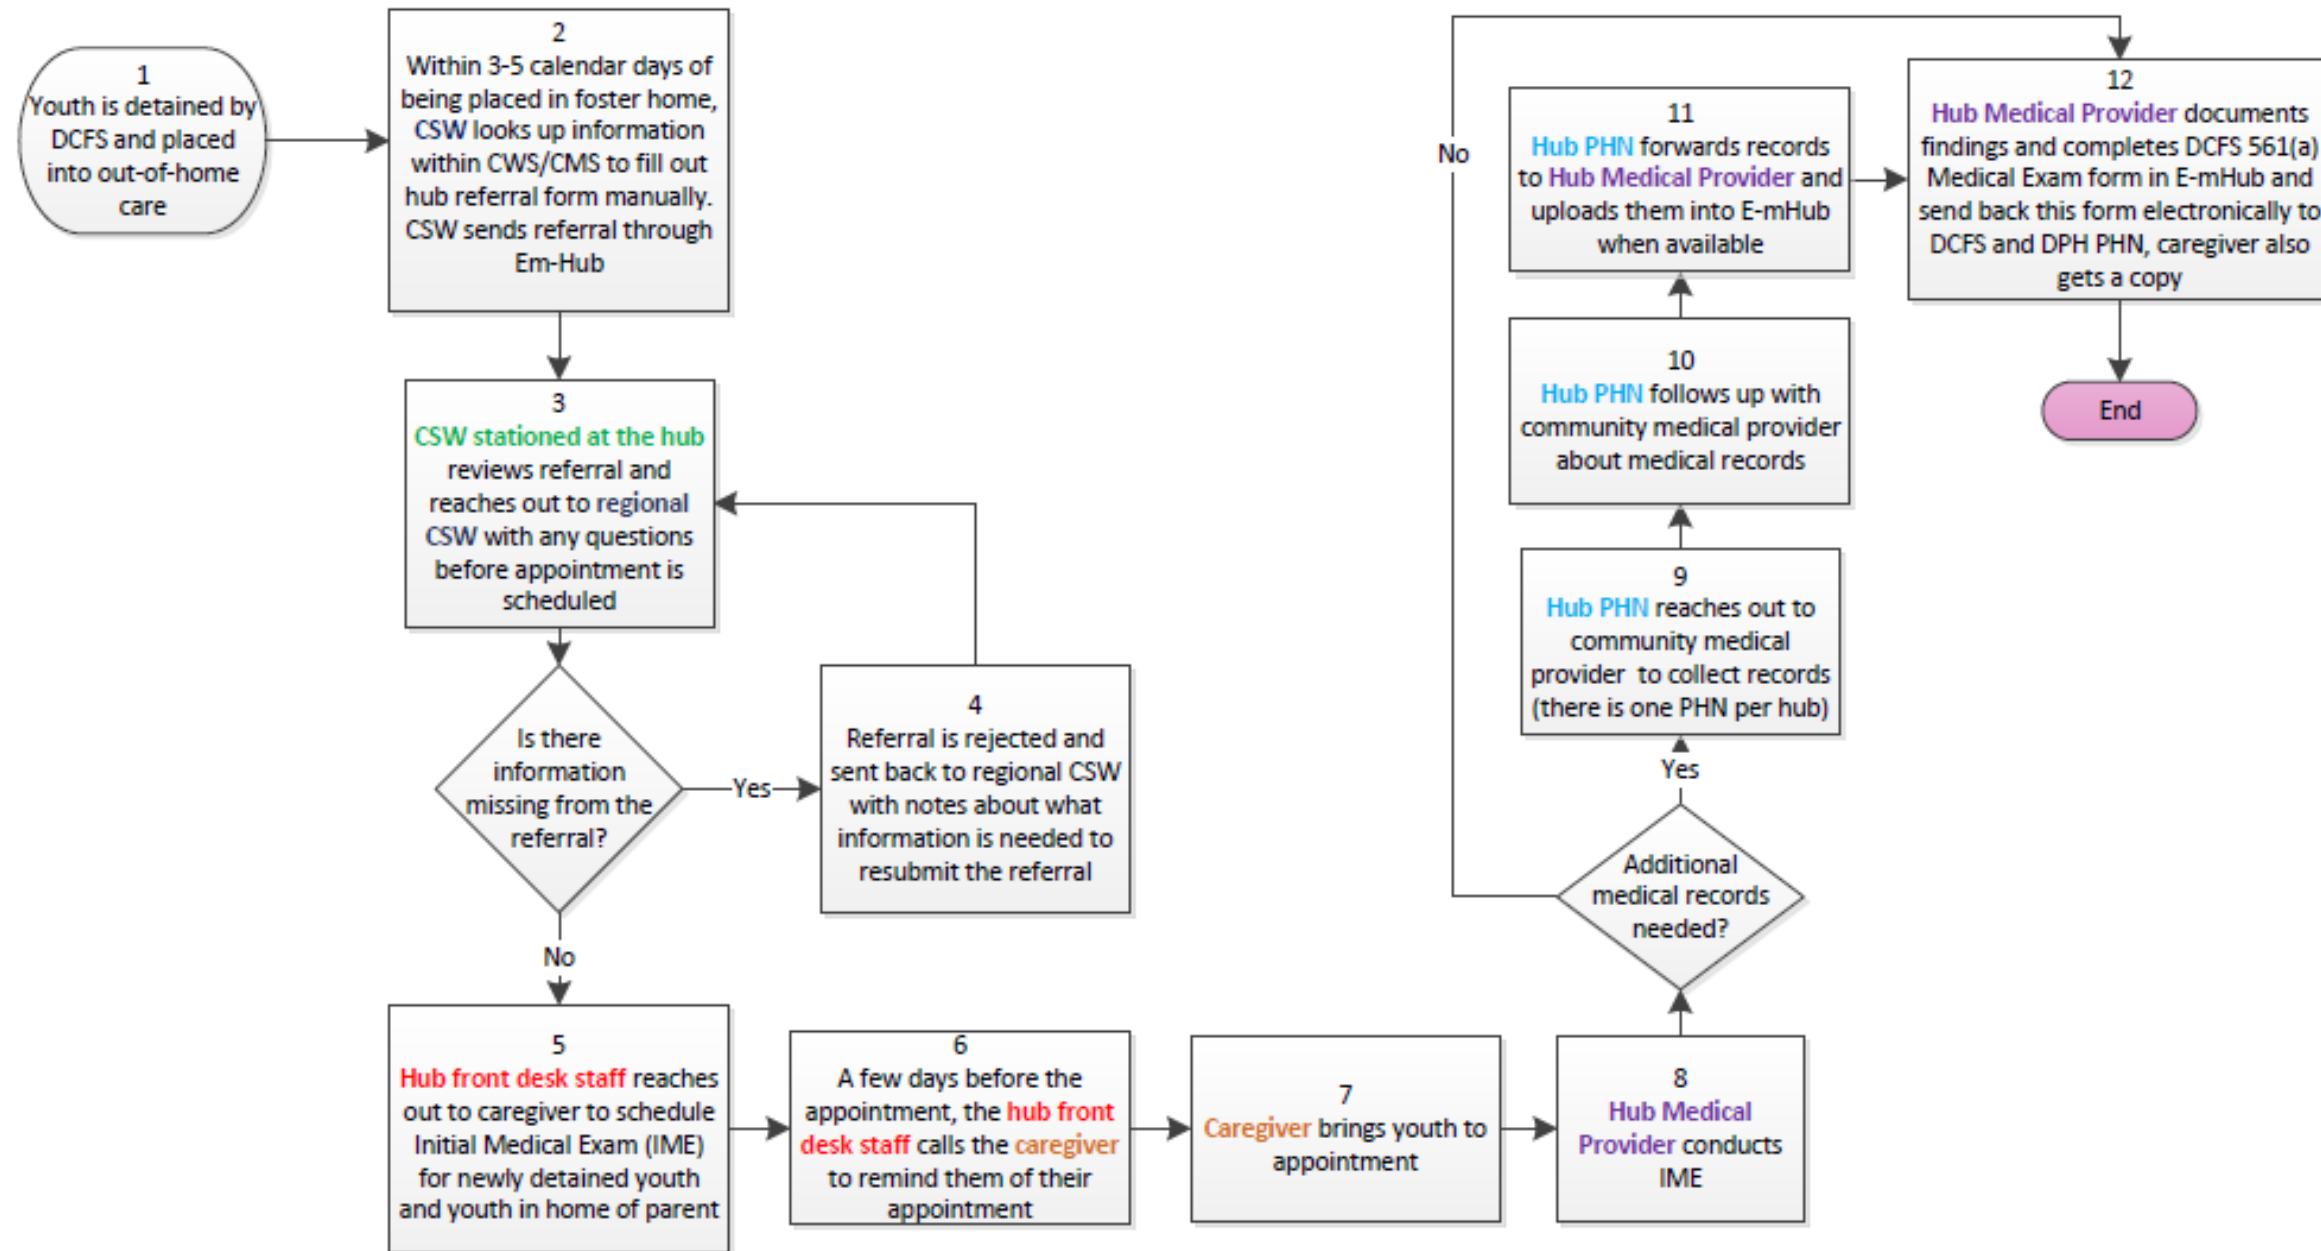 1
Youth is detained by
DCFS and placed
into out-of-home
care
2
Within 3-5 calendar days of
being placed in foster home,
CSW looks up information
within CWS/CMS to fill out
hub referral form manually.
CSW sends referral through
Em-Hub
3
CSW stationed at the hub
reviews referral and
reaches out to regional
CSW with any questions
before appointment is
scheduled
Is there
information
missing from the
referral?
Yes
4
Referral is rejected and
sent back to regional CSW
with notes about what
information is needed to
resubmit the referral
No
5
Hub front desk staff reaches
out to caregiver to schedule
Initial Medical Exam (IME)
for newly detained youth
and youth in home of parent
6
A few days before the
appointment, the hub front
desk staff calls the caregiver
to remind them of their
appointment
7
Caregiver brings youth to
appointment
8
Hub Medical
Provider conducts
IME
Additional
medical records
needed?
Yes
No
9
Hub PHN reaches out to
community medical
provider to collect records
(there is one PHN per hub)
10
Hub PHN follows up with
community medical provider
about medical records
11
Hub PHN forwards records
to Hub Medical Provider and
uploads them into E-mHub
when available
12
Hub Medical Provider documents
findings and completes DCFS 561(a)
Medical Exam form in E-mHub and
send back this form electronically to
DCFS and DPH PHN, caregiver also
gets a copy
End